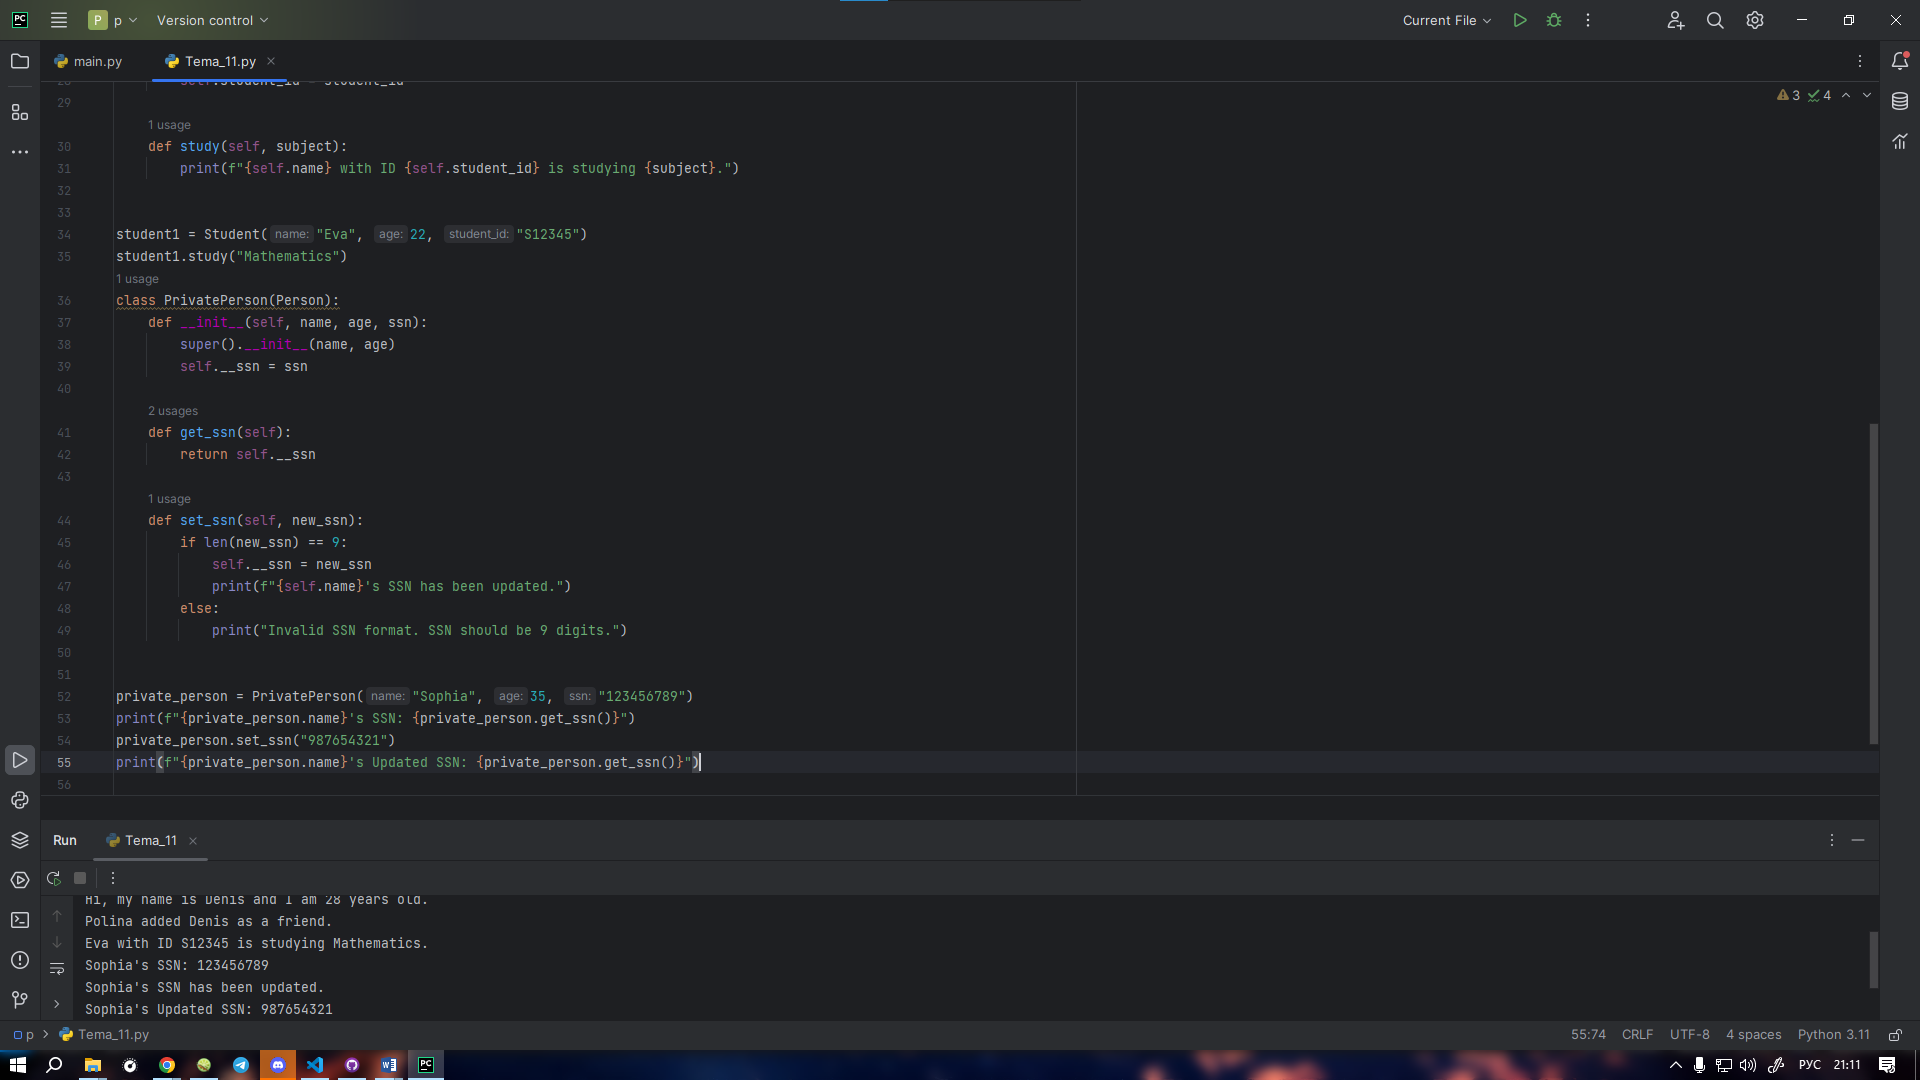 PC P p Version control Current File
main.py Tema_11.py
28 self.student_id = student_id
29 3 4
1 usage
30 def study(self, subject):
31 print(f"{self.name} with ID {self.student_id} is studying {subject}.")
32
33
34 student1 = Student( name: "Eva", age: 22, student_id: "S12345")
35 student1.study("Mathematics")
1 usage
36 class PrivatePerson(Person):
37 def __init__(self, name, age, ssn):
38 super().__init__(name, age)
39 self.__ssn = ssn
40
2 usages
41 def get_ssn(self):
42 return self.__ssn
43
1 usage
44 def set_ssn(self, new_ssn):
45 if len(new_ssn) == 9:
46 self.__ssn = new_ssn
47 print(f"{self.name}'s SSN has been updated.")
48 else:
49 print("Invalid SSN format. SSN should be 9 digits.")
50
51
52 private_person = PrivatePerson( name: "Sophia", age: 35, ssn: "123456789")
53 print(f"{private_person.name}'s SSN: {private_person.get_ssn()}")
54 private_person.set_ssn("987654321")
55 print(f"{private_person.name}'s Updated SSN: {private_person.get_ssn()}")
56
Run Tema_11
Hi, my name is Denis and I am 28 years old.
Polina added Denis as a friend.
Eva with ID S12345 is studying Mathematics.
Sophia's SSN: 123456789
Sophia's SSN has been updated.
Sophia's Updated SSN: 987654321
p Tema_11.py 55:74 CRLF UTF-8 4 spaces Python 3.11
PC РУС 21:11